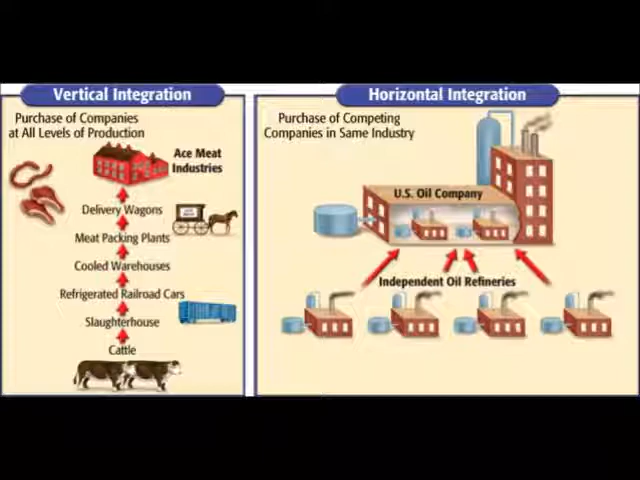 Vertical Integration
Purchase of Companies
at All Levels of Production
Ace Meat
Industries
Delivery Wagons
Meat Packing Plants
Cooled Warehouses
Refrigerated Railroad Cars
Slaughterhouse
Cattle
Horizontal Integration
Purchase of Competing
Companies in Same Industry
U.S. Oil Company
Independent Oil Refineries